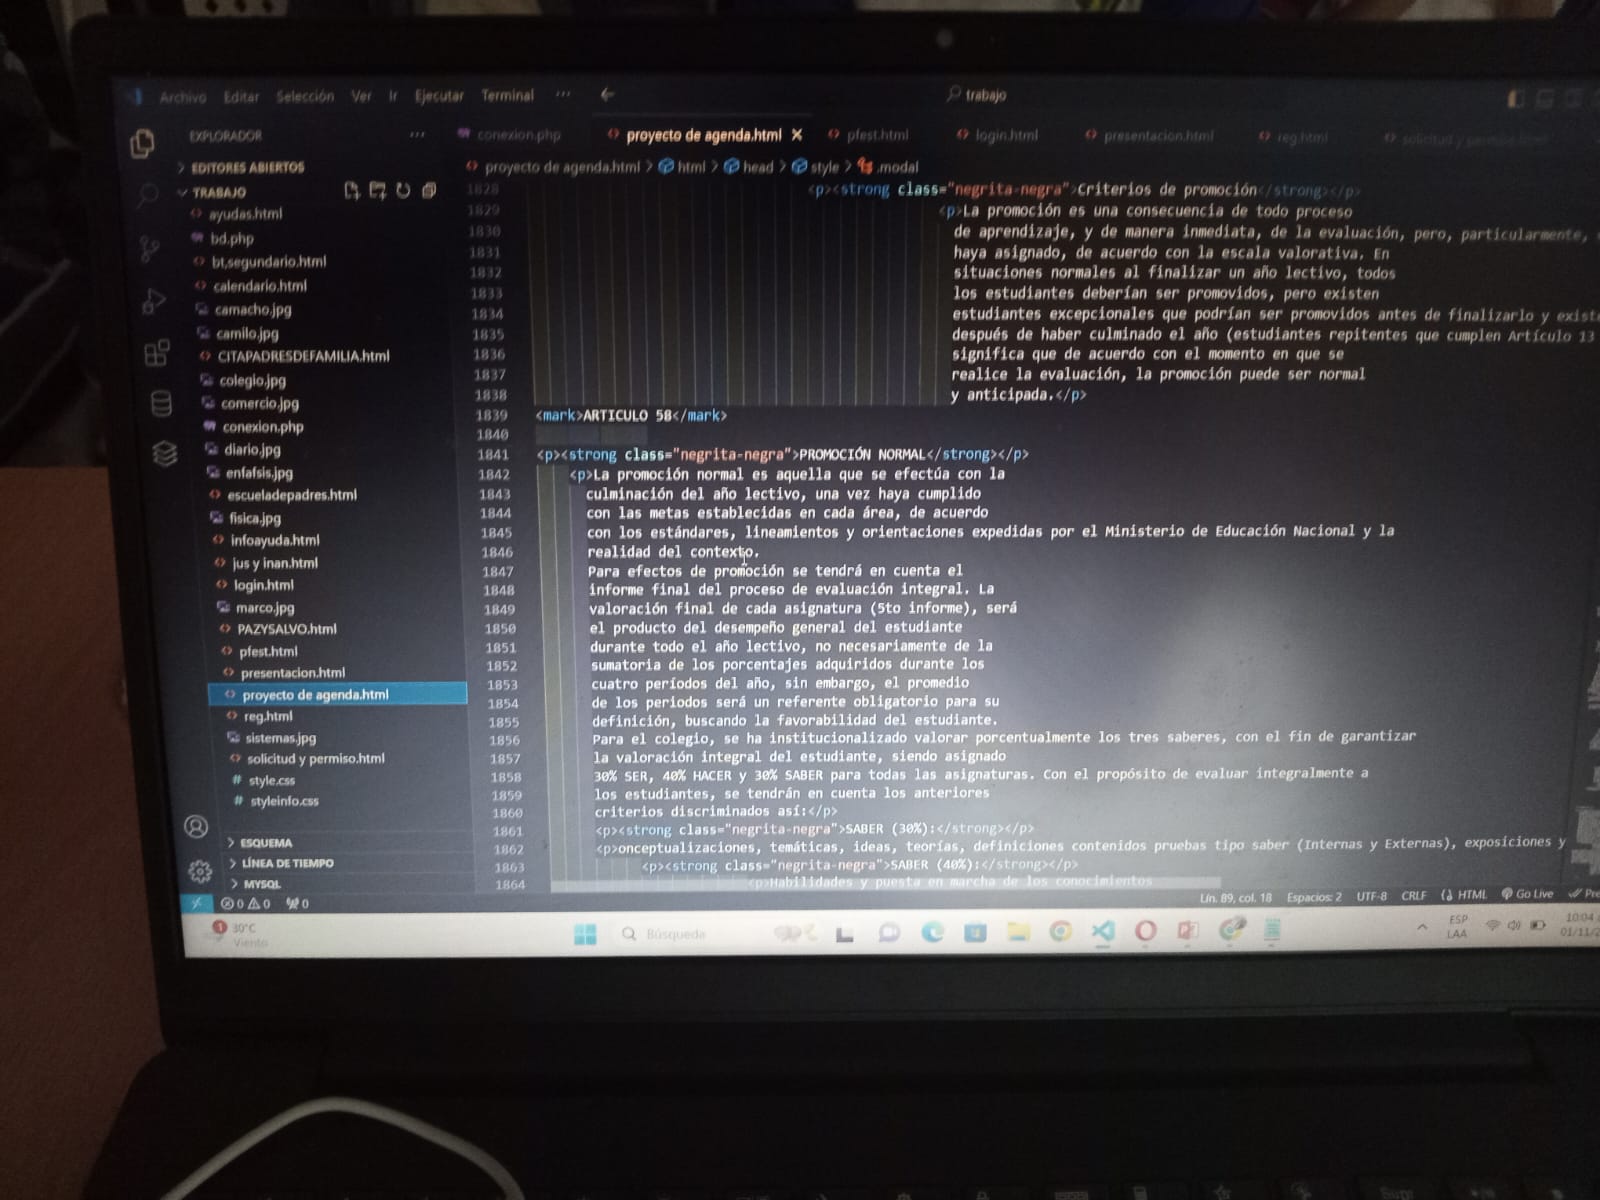 Archivo Editar Selección Ver Ir Ejecutar Terminal ··· trabajo
EXPLORADOR ···
EDITORES ABIERTOS
TRABAJO
ayudas.html
bd.php
bt,segundario.html
calendario.html
camacho.jpg
camilo.jpg
CITAPADRESDEFAMILIA.html
colegio.jpg
comercio.jpg
conexion.php
diario.jpg
enfafsis.jpg
escueladepadres.html
fisica.jpg
infoayuda.html
jus y inan.html
login.html
marco.jpg
PAZYSALVO.html
pfest.html
presentacion.html
proyecto de agenda.html
reg.html
sistemas.jpg
solicitud y permiso.html
# style.css
# styleinfo.css
ESQUEMA
LÍNEA DE TIEMPO
MYSQL
conexion.php proyecto de agenda.html pfest.html login.html presentacion.html reg.html solicitud y permiso.html
proyecto de agenda.html > html > head > style > .modal
1828 <p><strong class="negrita-negra">Criterios de promoción</strong></p>
1829 <p>La promoción es una consecuencia de todo proceso
1830 de aprendizaje, y de manera inmediata, de la evaluación, pero, particularmente,
1831 haya asignado, de acuerdo con la escala valorativa. En
1832 situaciones normales al finalizar un año lectivo, todos
1833 los estudiantes deberían ser promovidos, pero existen
1834 estudiantes excepcionales que podrían ser promovidos antes de finalizarlo y exist
1835 después de haber culminado el año (estudiantes repitentes que cumplen Artículo 13
1836 significa que de acuerdo con el momento en que se
1837 realice la evaluación, la promoción puede ser normal
1838 y anticipada.</p>
1839 <mark>ARTICULO 58</mark>
1840
1841 <p><strong class="negrita-negra">PROMOCIÓN NORMAL</strong></p>
1842 <p>La promoción normal es aquella que se efectúa con la
1843 culminación del año lectivo, una vez haya cumplido
1844 con las metas establecidas en cada área, de acuerdo
1845 con los estándares, lineamientos y orientaciones expedidas por el Ministerio de Educación Nacional y la
1846 realidad del contexto.
1847 Para efectos de promoción se tendrá en cuenta el
1848 informe final del proceso de evaluación integral. La
1849 valoración final de cada asignatura (5to informe), será
1850 el producto del desempeño general del estudiante
1851 durante todo el año lectivo, no necesariamente de la
1852 sumatoria de los porcentajes adquiridos durante los
1853 cuatro períodos del año, sin embargo, el promedio
1854 de los periodos será un referente obligatorio para su
1855 definición, buscando la favorabilidad del estudiante.
1856 Para el colegio, se ha institucionalizado valorar porcentualmente los tres saberes, con el fin de garantizar
1857 la valoración integral del estudiante, siendo asignado
1858 30% SER, 40% HACER y 30% SABER para todas las asignaturas. Con el propósito de evaluar integralmente a
1859 los estudiantes, se tendrán en cuenta los anteriores
1860 criterios discriminados así:</p>
1861 <p><strong class="negrita-negra">SABER (30%):</strong></p>
1862 <p>onceptualizaciones, temáticas, ideas, teorías, definiciones contenidos pruebas tipo saber (Internas y Externas), exposiciones y
1863 <p><strong class="negrita-negra">SABER (40%):</strong></p>
1864 <p>Habilidades y puesta en marcha de los conocimientos
0 0 0 Lín. 89, col. 18 Espacios: 2 UTF-8 CRLF HTML Go Live Pre
1 30°C
Viento
Búsqueda
ESP
LAA
10:04
01/11/2